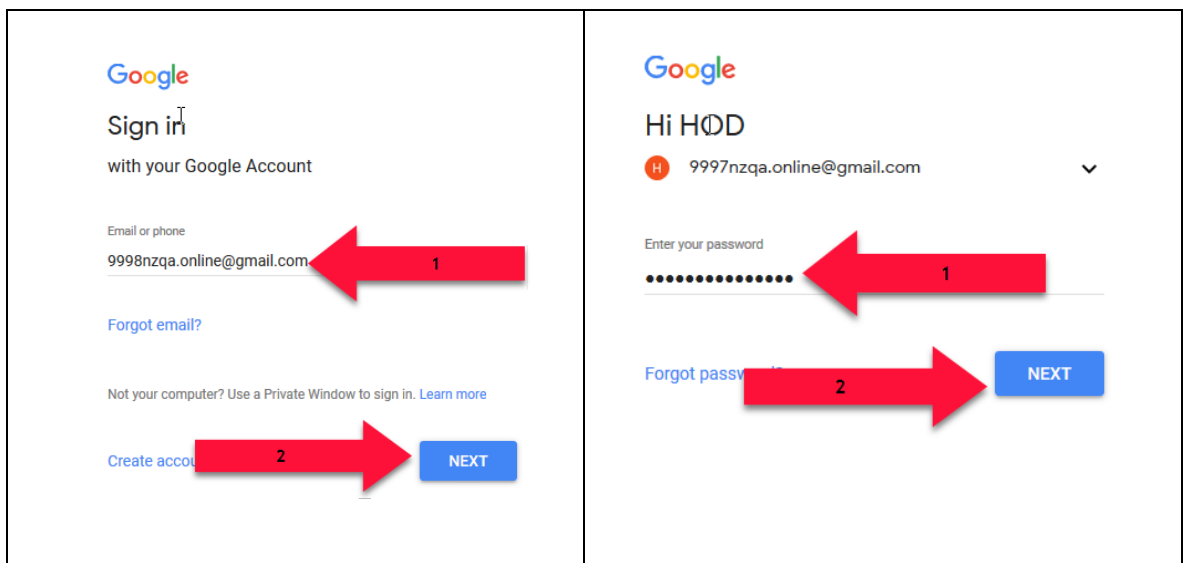 Google
Sign in
with your Google Account
Email or phone
9998nzqa.online@gmail.com
1
Forgot email?
Not your computer? Use a Private Window to sign in. Learn more
Create
2
NEXT
Google
Hi HOD
H
9997nzqa.online@gmail.com
Enter your password
•••••••••••••••
1
Forgot
2
NEXT